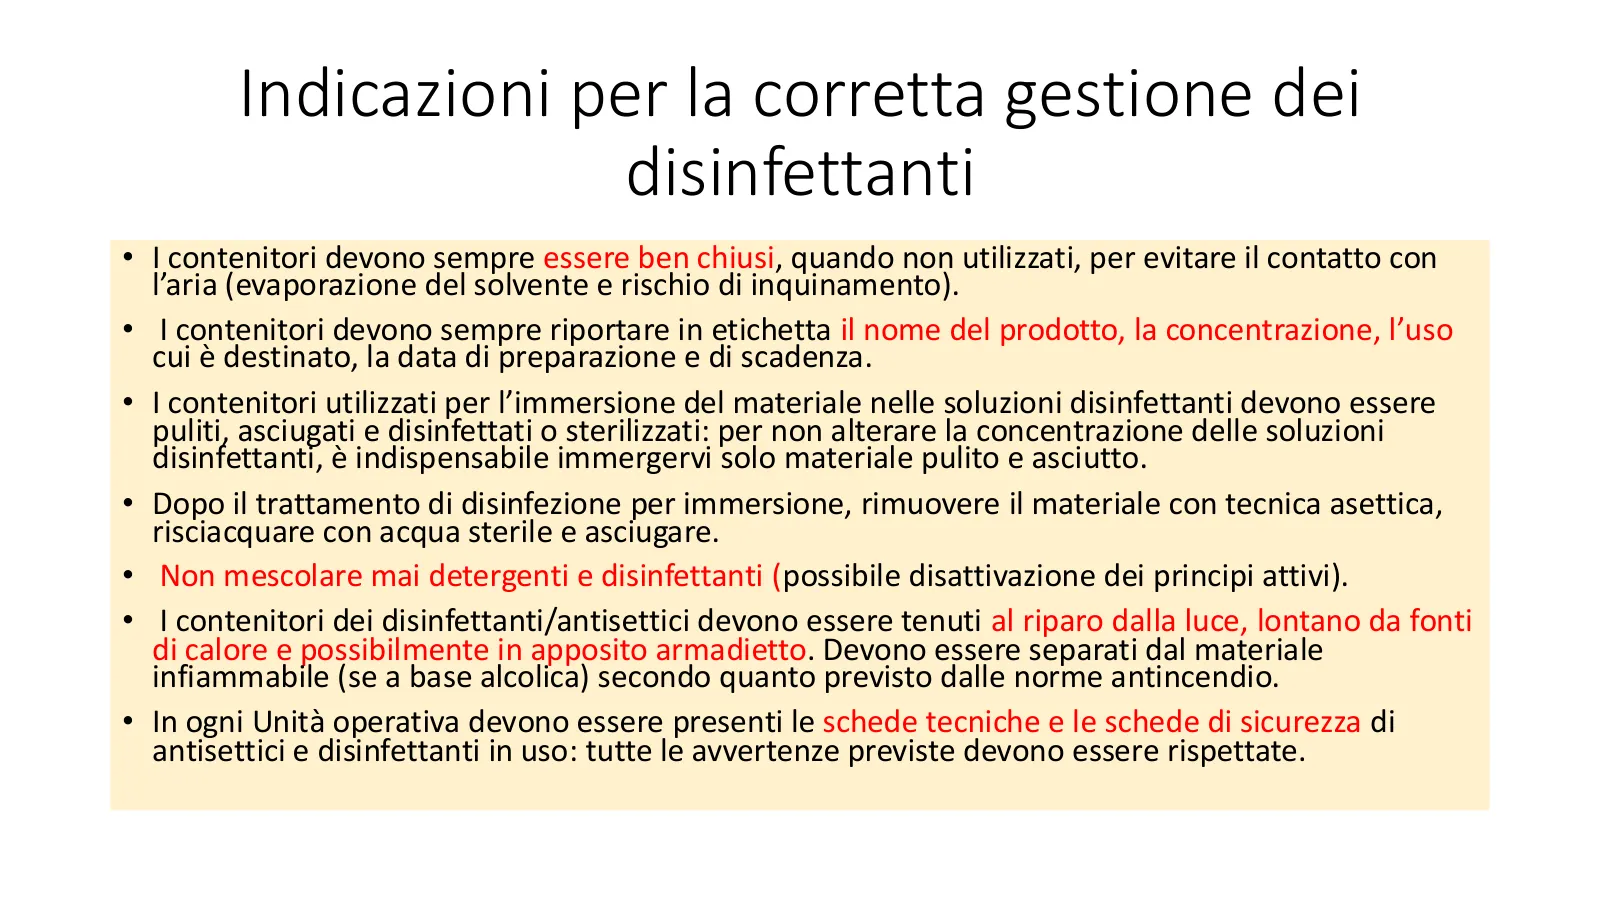 Indicazioni per la corretta gestione dei
disinfettanti
• I contenitori devono sempre essere ben chiusi, quando non utilizzati, per evitare il contatto con
l’aria (evaporazione del solvente e rischio di inquinamento).
• I contenitori devono sempre riportare in etichetta il nome del prodotto, la concentrazione, l’uso
cui è destinato, la data di preparazione e di scadenza.
• I contenitori utilizzati per l’immersione del materiale nelle soluzioni disinfettanti devono essere
puliti, asciugati e disinfettati o sterilizzati: per non alterare la concentrazione delle soluzioni
disinfettanti, è indispensabile immergervi solo materiale pulito e asciutto.
• Dopo il trattamento di disinfezione per immersione, rimuovere il materiale con tecnica asettica,
risciacquare con acqua sterile e asciugare.
• Non mescolare mai detergenti e disinfettanti (possibile disattivazione dei principi attivi).
• I contenitori dei disinfettanti/antisettici devono essere tenuti al riparo dalla luce, lontano da fonti
di calore e possibilmente in apposito armadietto. Devono essere separati dal materiale
infiammabile (se a base alcolica) secondo quanto previsto dalle norme antincendio.
• In ogni Unità operativa devono essere presenti le schede tecniche e le schede di sicurezza di
antisettici e disinfettanti in uso: tutte le avvertenze previste devono essere rispettate.